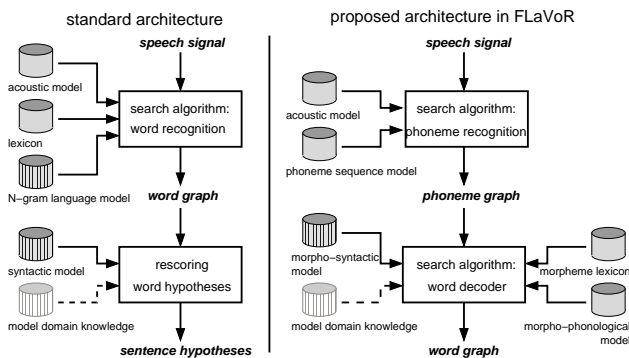 standard architecture
speech signal
acoustic model
lexicon
N-gram language model
search algorithm:
word recognition
word graph
syntactic model
model domain knowledge
rescoring
word hypotheses
sentence hypotheses
proposed architecture in FLaVoR
speech signal
acoustic model
phoneme sequence model
search algorithm:
phoneme recognition
phoneme graph
morpho-syntactic
model
model domain knowledge
search algorithm:
word decoder
morpheme lexicon
morpho-phonological
model
word graph